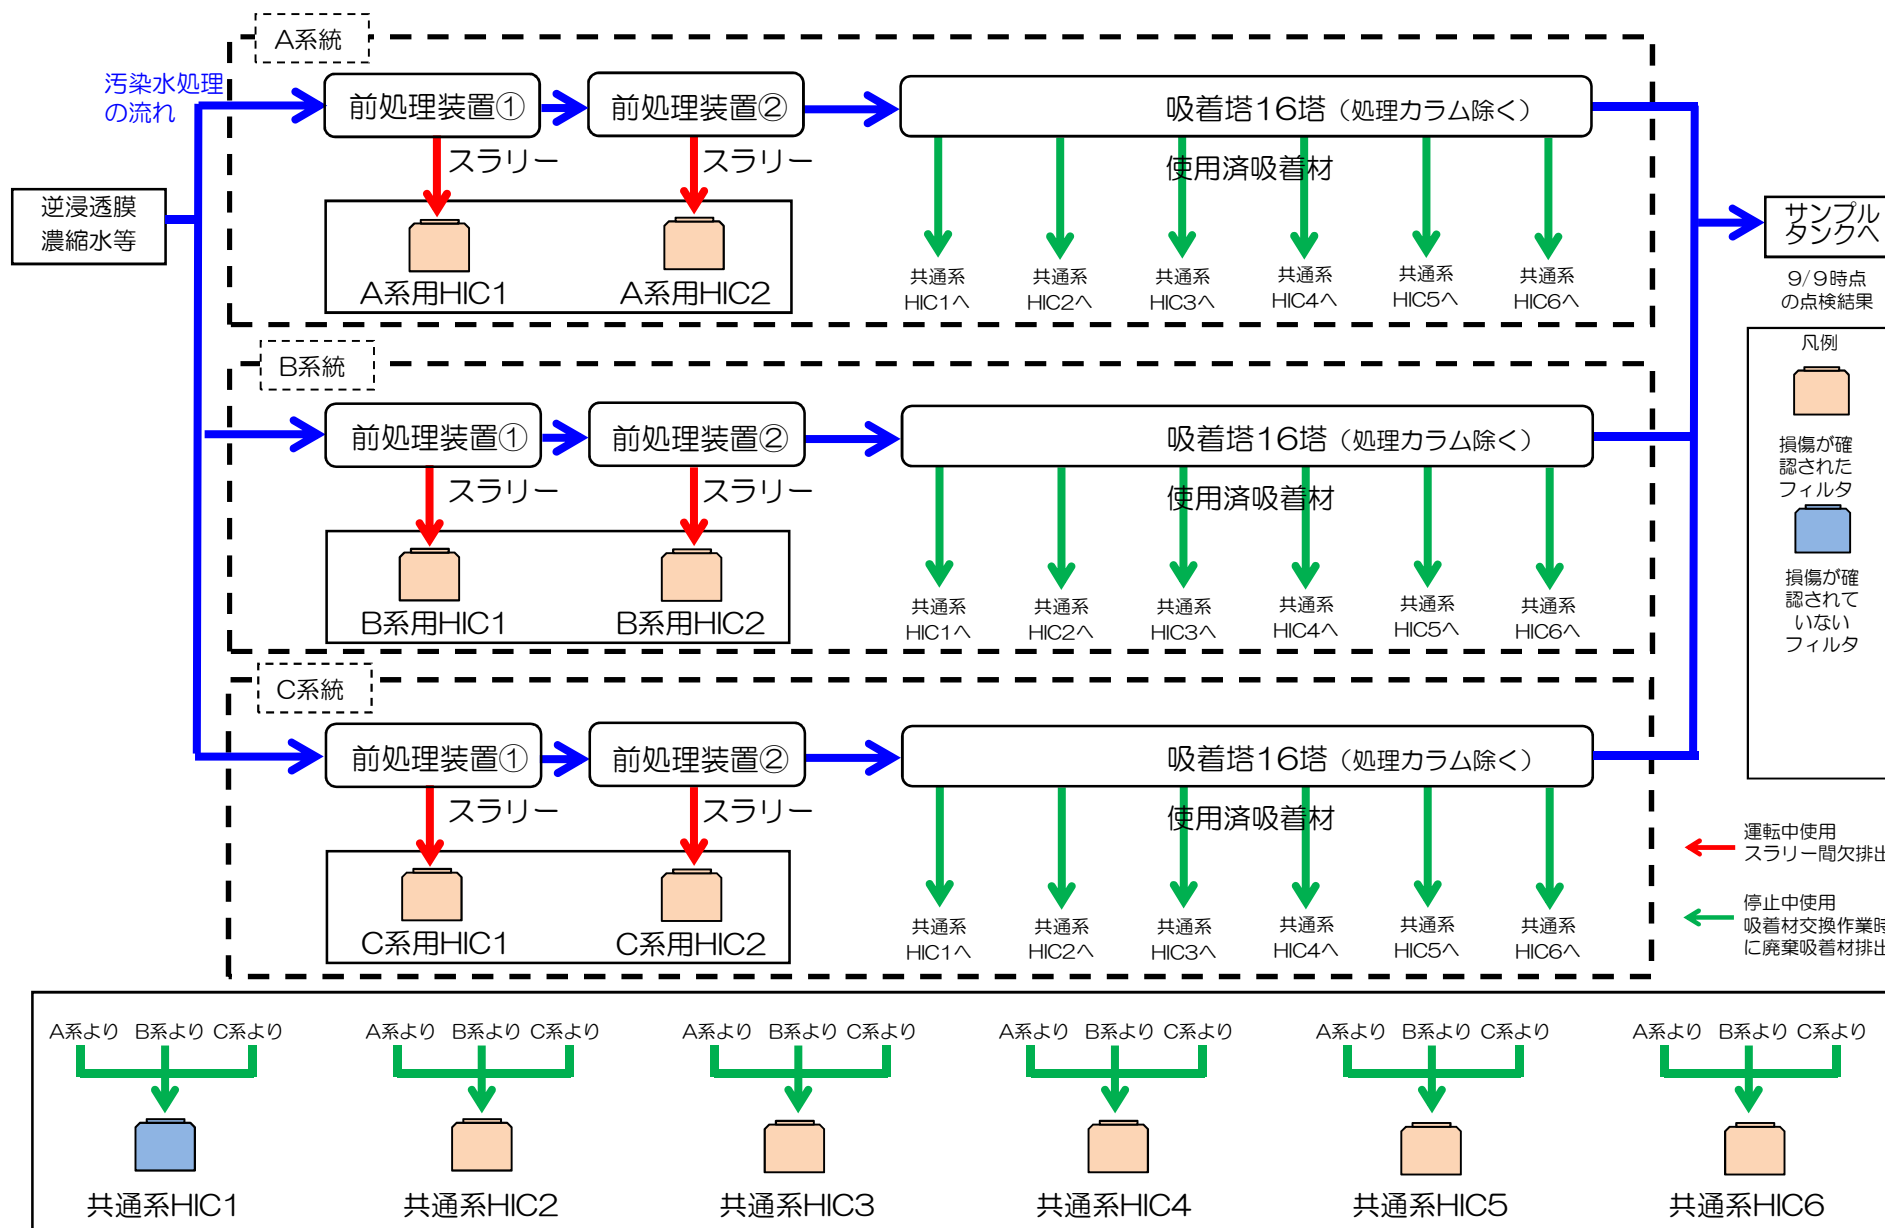 A系統
汚染水処理
の流れ
前処理装置①
前処理装置②
吸着塔16塔（処理カラム除く）
スラリー
スラリー
使用済吸着材
逆浸透膜
濃縮水等
A系用HIC1
A系用HIC2
共通系
HIC1へ
共通系
HIC2へ
共通系
HIC3へ
共通系
HIC4へ
共通系
HIC5へ
共通系
HIC6へ
サンプル
タンクへ
9/9時点
の点検結果
B系統
前処理装置①
前処理装置②
吸着塔16塔（処理カラム除く）
スラリー
スラリー
使用済吸着材
B系用HIC1
B系用HIC2
共通系
HIC1へ
共通系
HIC2へ
共通系
HIC3へ
共通系
HIC4へ
共通系
HIC5へ
共通系
HIC6へ
凡例
損傷が確
認された
フィルタ
損傷が確
認されて
いない
フィルタ
C系統
前処理装置①
前処理装置②
吸着塔16塔（処理カラム除く）
スラリー
スラリー
使用済吸着材
C系用HIC1
C系用HIC2
共通系
HIC1へ
共通系
HIC2へ
共通系
HIC3へ
共通系
HIC4へ
共通系
HIC5へ
共通系
HIC6へ
運転中使用
スラリー間欠排出
停止中使用
吸着材交換作業時
に廃棄吸着材排出
A系より B系より C系より
A系より B系より C系より
A系より B系より C系より
A系より B系より C系より
A系より B系より C系より
A系より B系より C系より
共通系HIC1
共通系HIC2
共通系HIC3
共通系HIC4
共通系HIC5
共通系HIC6